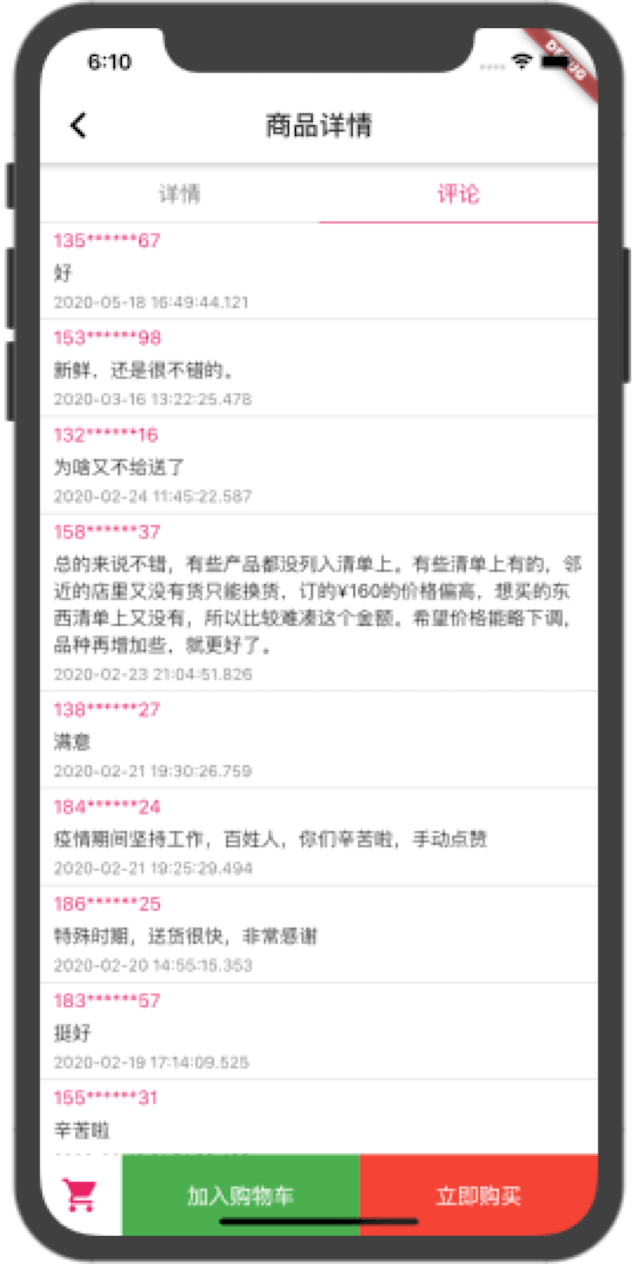 6:10
DEBUG
商品详情
详情
评论
135******67
好
2020-05-18 16:49:44.121
153******98
新鲜，还是很不错的。
2020-03-16 13:22:25.478
132******16
为啥又不给送了
2020-02-24 11:45:22.587
158******37
总的来说不错，有些产品都没列入清单上。有些清单上有的，邻
近的店里又没有货只能换货，订的¥160的价格偏高，想买的东
西清单上又没有，所以比较难凑这个金额。希望价格能略下调，
品种再增加些，就更好了。
2020-02-23 21:04:51.826
138******27
满意
2020-02-21 19:30:26.759
184******24
疫情期间坚持工作，百姓人，你们辛苦啦，手动点赞
2020-02-21 19:25:29.494
186******25
特殊时期，送货很快，非常感谢
2020-02-20 14:55:15.353
183******57
挺好
2020-02-19 17:14:09.525
155******31
辛苦啦
加入购物车
立即购买